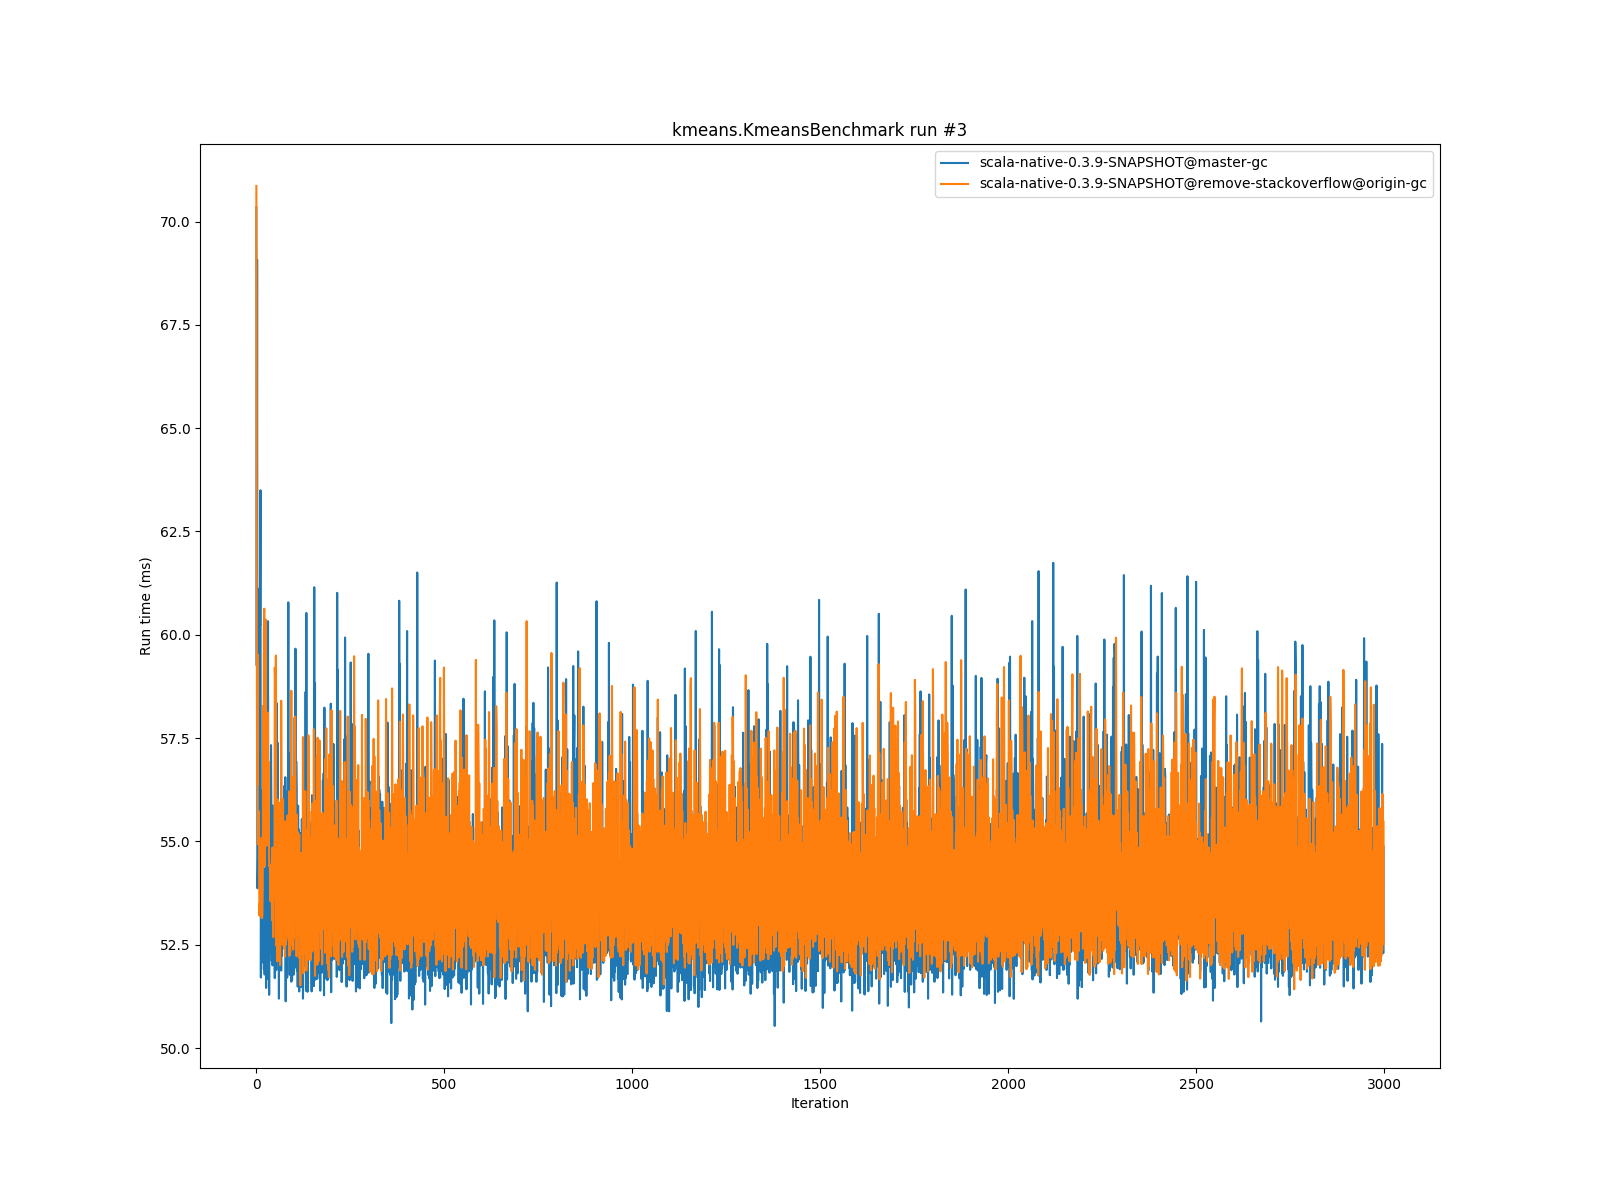 kmeans.KmeansBenchmark run #3
scala-native-0.3.9-SNAPSHOT@master-gc
scala-native-0.3.9-SNAPSHOT@remove-stackoverflow@origin-gc
70.0
67.5
65.0
62.5
60.0
57.5
55.0
52.5
50.0
Run time (ms)
0 500 1000 1500 2000 2500 3000
Iteration